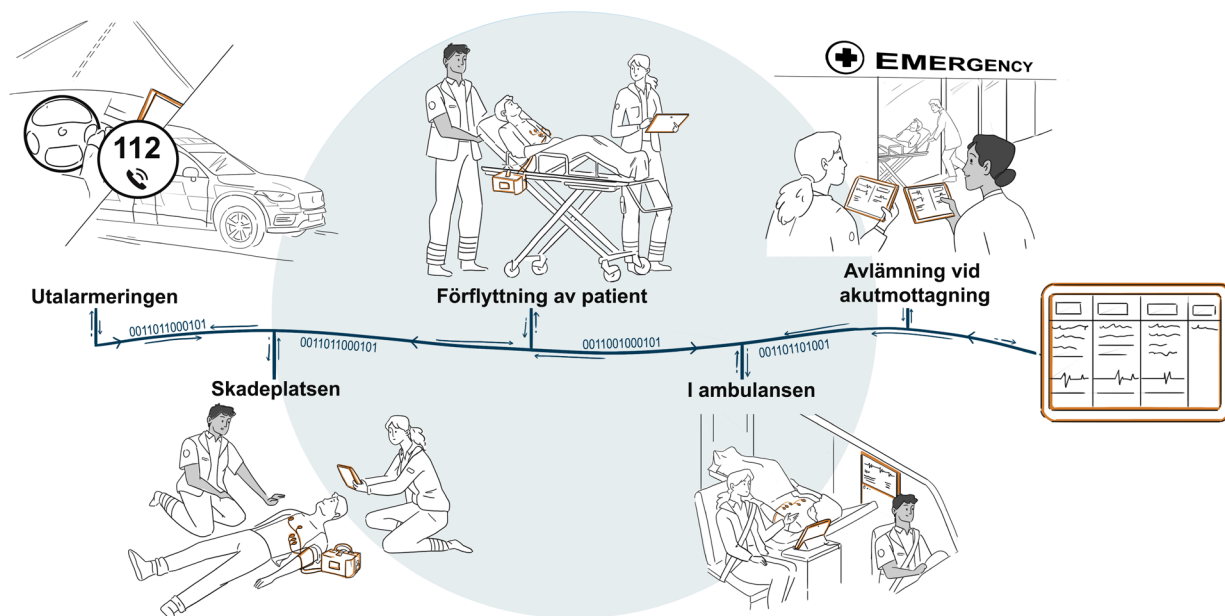 112
EMERGENCY
Utalarmeringen
Förflyttning av patient
Avlämning vid
akutmottagning
0011011000101
0011011000101
0011001000101
001101101001
Skadeplatsen
I ambulansen